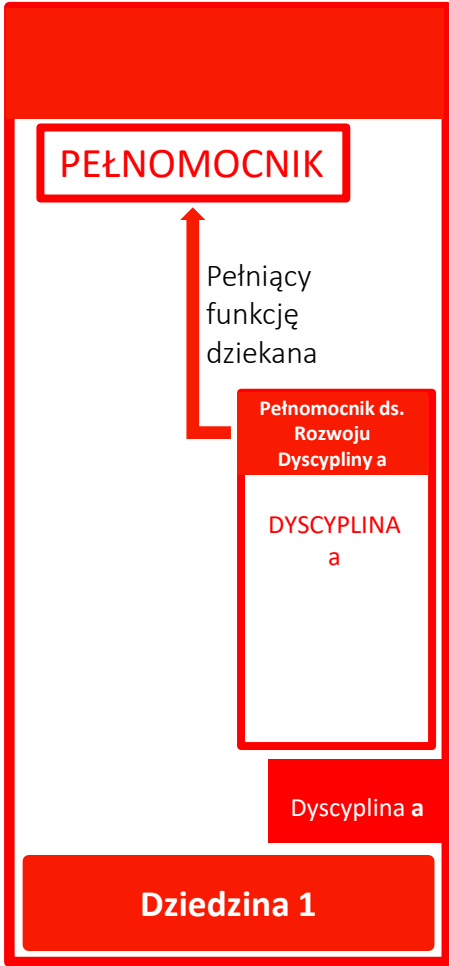 PEŁNOMOCNIK
Pełniący
funkcję
dziekana
Pełnomocnik ds.
Rozwoju
Dyscypliny a
DYSCYPLINA
a
Dyscyplina a
Dziedzina 1